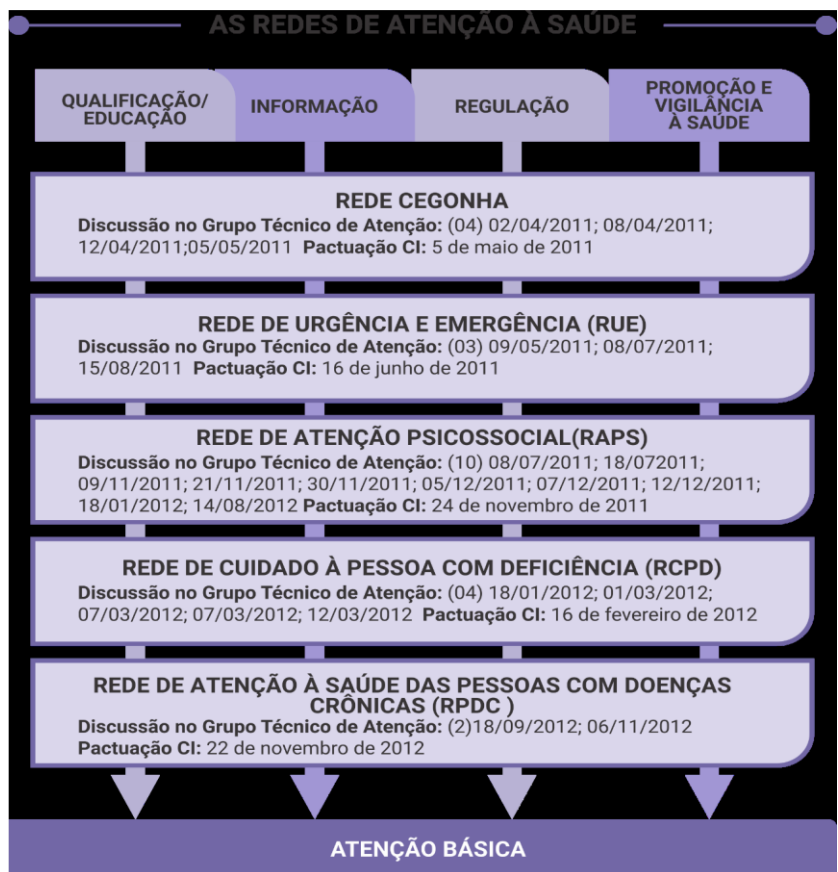 AS REDES DE ATENÇÃO À SAÚDE
QUALIFICAÇÃO/
EDUCAÇÃO
INFORMAÇÃO
REGULAÇÃO
PROMOÇÃO E
VIGILÂNCIA
À SAÚDE
REDE CEGONHA
Discussão no Grupo Técnico de Atenção: (04) 02/04/2011; 08/04/2011;
12/04/2011;05/05/2011 Pactuação CI: 5 de maio de 2011
REDE DE URGÊNCIA E EMERGÊNCIA (RUE)
Discussão no Grupo Técnico de Atenção: (03) 09/05/2011; 08/07/2011;
15/08/2011 Pactuação CI: 16 de junho de 2011
REDE DE ATENÇÃO PSICOSSOCIAL(RAPS)
Discussão no Grupo Técnico de Atenção: (10) 08/07/2011; 18/072011;
09/11/2011; 21/11/2011; 30/11/2011; 05/12/2011; 07/12/2011; 12/12/2011;
18/01/2012; 14/08/2012 Pactuação CI: 24 de novembro de 2011
REDE DE CUIDADO À PESSOA COM DEFICIÊNCIA (RCPD)
Discussão no Grupo Técnico de Atenção: (04) 18/01/2012; 01/03/2012;
07/03/2012; 07/03/2012; 12/03/2012 Pactuação CI: 16 de fevereiro de 2012
REDE DE ATENÇÃO À SAÚDE DAS PESSOAS COM DOENÇAS
CRÔNICAS (RPDC )
Discussão no Grupo Técnico de Atenção: (2)18/09/2012; 06/11/2012
Pactuação CI: 22 de novembro de 2012
ATENÇÃO BÁSICA